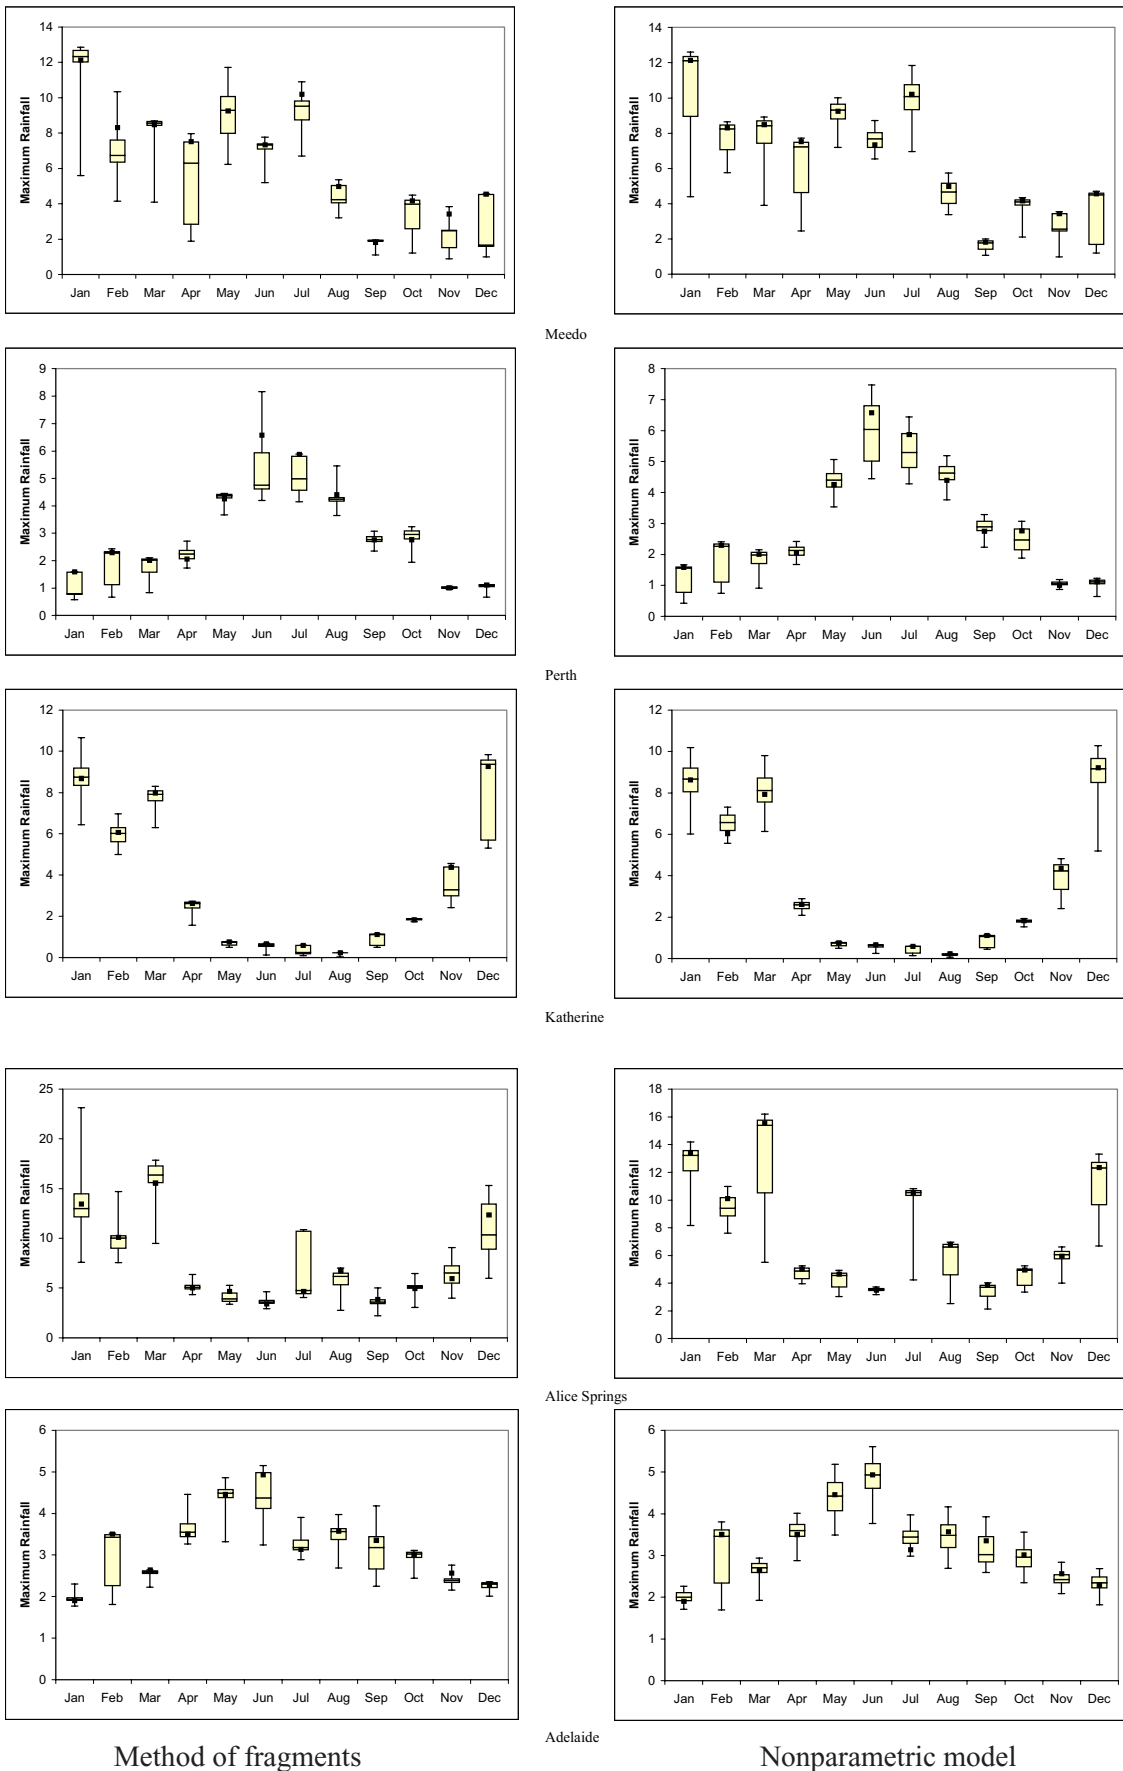 Maximum Rainfall
14
12
10
8
6
4
2
0
Jan Feb Mar Apr May Jun Jul Aug Sep Oct Nov Dec
Maximum Rainfall
14
12
10
8
6
4
2
0
Jan Feb Mar Apr May Jun Jul Aug Sep Oct Nov Dec
Meedo
Maximum Rainfall
9
8
7
6
5
4
3
2
1
0
Jan Feb Mar Apr May Jun Jul Aug Sep Oct Nov Dec
Maximum Rainfall
8
7
6
5
4
3
2
1
0
Jan Feb Mar Apr May Jun Jul Aug Sep Oct Nov Dec
Perth
Maximum Rainfall
12
10
8
6
4
2
0
Jan Feb Mar Apr May Jun Jul Aug Sep Oct Nov Dec
Maximum Rainfall
12
10
8
6
4
2
0
Jan Feb Mar Apr May Jun Jul Aug Sep Oct Nov Dec
Katherine
Maximum Rainfall
25
20
15
10
5
0
Jan Feb Mar Apr May Jun Jul Aug Sep Oct Nov Dec
Maximum Rainfall
18
16
14
12
10
8
6
4
2
0
Jan Feb Mar Apr May Jun Jul Aug Sep Oct Nov Dec
Alice Springs
Maximum Rainfall
6
5
4
3
2
1
0
Jan Feb Mar Apr May Jun Jul Aug Sep Oct Nov Dec
Maximum Rainfall
6
5
4
3
2
1
0
Jan Feb Mar Apr May Jun Jul Aug Sep Oct Nov Dec
Adelaide
Method of fragments
Nonparametric model